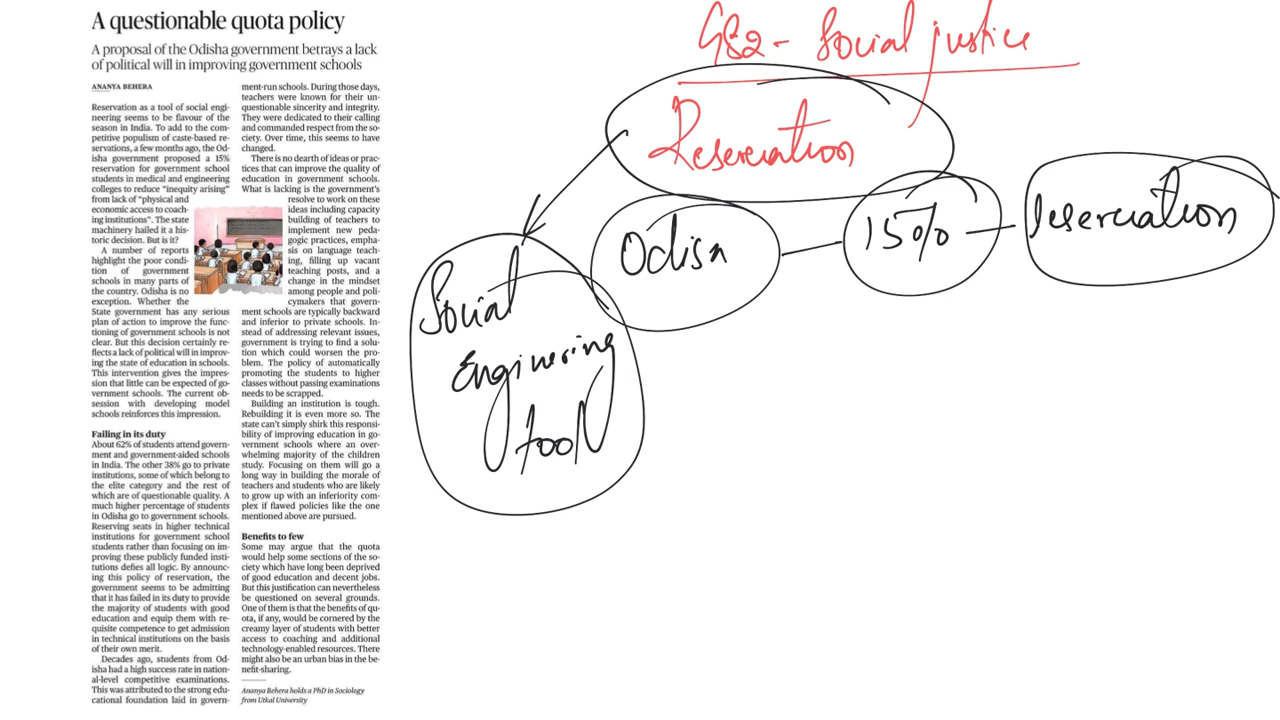 A questionable quota policy
A proposal of the Odisha government betrays a lack
of political will in improving government schools
ANANYA BEHERA
Reservation as a tool of social engi-
neering seems to be flavour of the
season in India. To add to the com-
petitive populism of caste-based re-
servations, a few months ago, the Od-
isha government proposed a 15%
reservation for government school
students in medical and engineering
colleges to reduce “inequity arising”
from lack of “physical and
economic access to coach-
ing institutions”. The state
machinery hailed it a his-
toric decision. But is it?
A number of reports
highlight the poor condi-
tion of government
schools in many parts of
the country. Odisha is no
exception. Whether the
State government has any serious
plan of action to improve the func-
tioning of government schools is not
clear. But this decision certainly re-
flects a lack of political will in improv-
ing the state of education in schools.
This intervention gives the impres-
sion that little can be expected of go-
vernment schools. The current ob-
session with developing model
schools reinforces this impression.
Failing in its duty
About 62% of students attend govern-
ment and government-aided schools
in India. The other 38% go to private
institutions, some of which belong to
the elite category and the rest of
which are of questionable quality. A
much higher percentage of students
in Odisha go to government schools.
Reserving seats in higher technical
institutions for government school
students rather than focusing on im-
proving these publicly funded insti-
tutions defies all logic. By announc-
ing this policy of reservation, the
government seems to be admitting
that it has failed in its duty to provide
the majority of students with good
education and equip them with re-
quisite competence to get admission
in technical institutions on the basis
of their own merit.
Decades ago, students from Od-
isha had a high success rate in nation-
al-level competitive examinations.
This was attributed to the strong edu-
cational foundation laid in govern-
ment-run schools. During those days,
teachers were known for their un-
questionable sincerity and integrity.
They were dedicated to their calling
and commanded respect from the so-
ciety. Over time, this seems to have
changed.
There is no dearth of ideas or prac-
tices that can improve the quality of
education in government schools.
What is lacking is the government's
resolve to work on these
ideas including capacity
building of teachers to
implement new peda-
gogic practices, empha-
sis on language teach-
ing, filling up vacant
teaching posts, and a
change in the mindset
among people and poli-
cymakers that govern-
ment schools are typically backward
and inferior to private schools. In-
stead of addressing relevant issues,
government is trying to find a solu-
tion which could worsen the pro-
blem. The policy of automatically
promoting the students to higher
classes without passing examinations
needs to be scrapped.
Building an institution is tough.
Rebuilding it is even more so. The
state can't simply shirk this responsi-
bility of improving education in go-
vernment schools where an over-
whelming majority of the children
study. Focusing on them will go a
long way in building the morale of
teachers and students who are likely
to grow up with an inferiority com-
plex if flawed policies like the one
mentioned above are pursued.
Benefits to few
Some may argue that the quota
would help some sections of the so-
ciety which have long been deprived
of good education and decent jobs.
But this justification can nevertheless
be questioned on several grounds.
One of them is that the benefits of qu-
ota, if any, would be cornered by the
creamy layer of students with better
access to coaching and additional
technology-enabled resources. There
might also be an urban bias in the be-
nefit-sharing.
Ananya Behera holds a PhD in Sociology
from Utkal University
GS2 - Social justice
Reservation
Odisa
15%
Reservation
Social
Engineering
tool